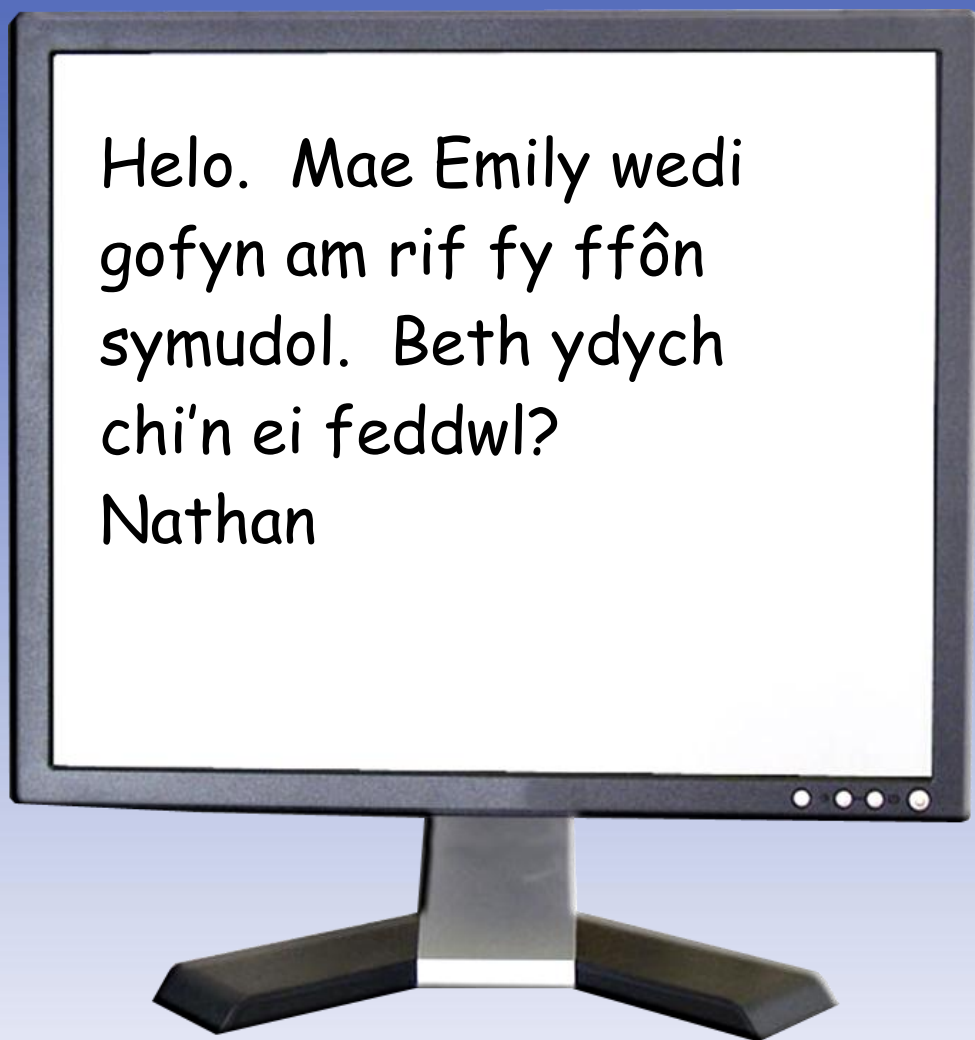 Helo.  Mae Emily wedi
gofyn am rif fy ffôn
symudol.  Beth ydych
chi'n ei feddwl?
Nathan